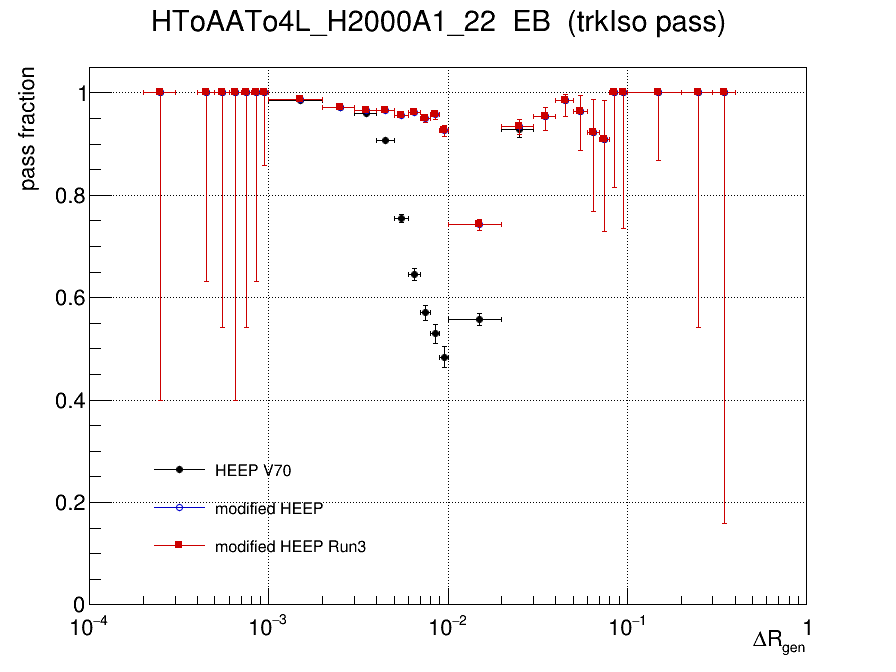 HToAATo4L_H2000A1_22 EB (trkIso pass)
pass fraction
1
0.8
0.6
0.4
0.2
0
HEEP V70
modified HEEP
modified HEEP Run3
10⁻⁴
10⁻³
10⁻²
10⁻¹
1
ΔR_gen